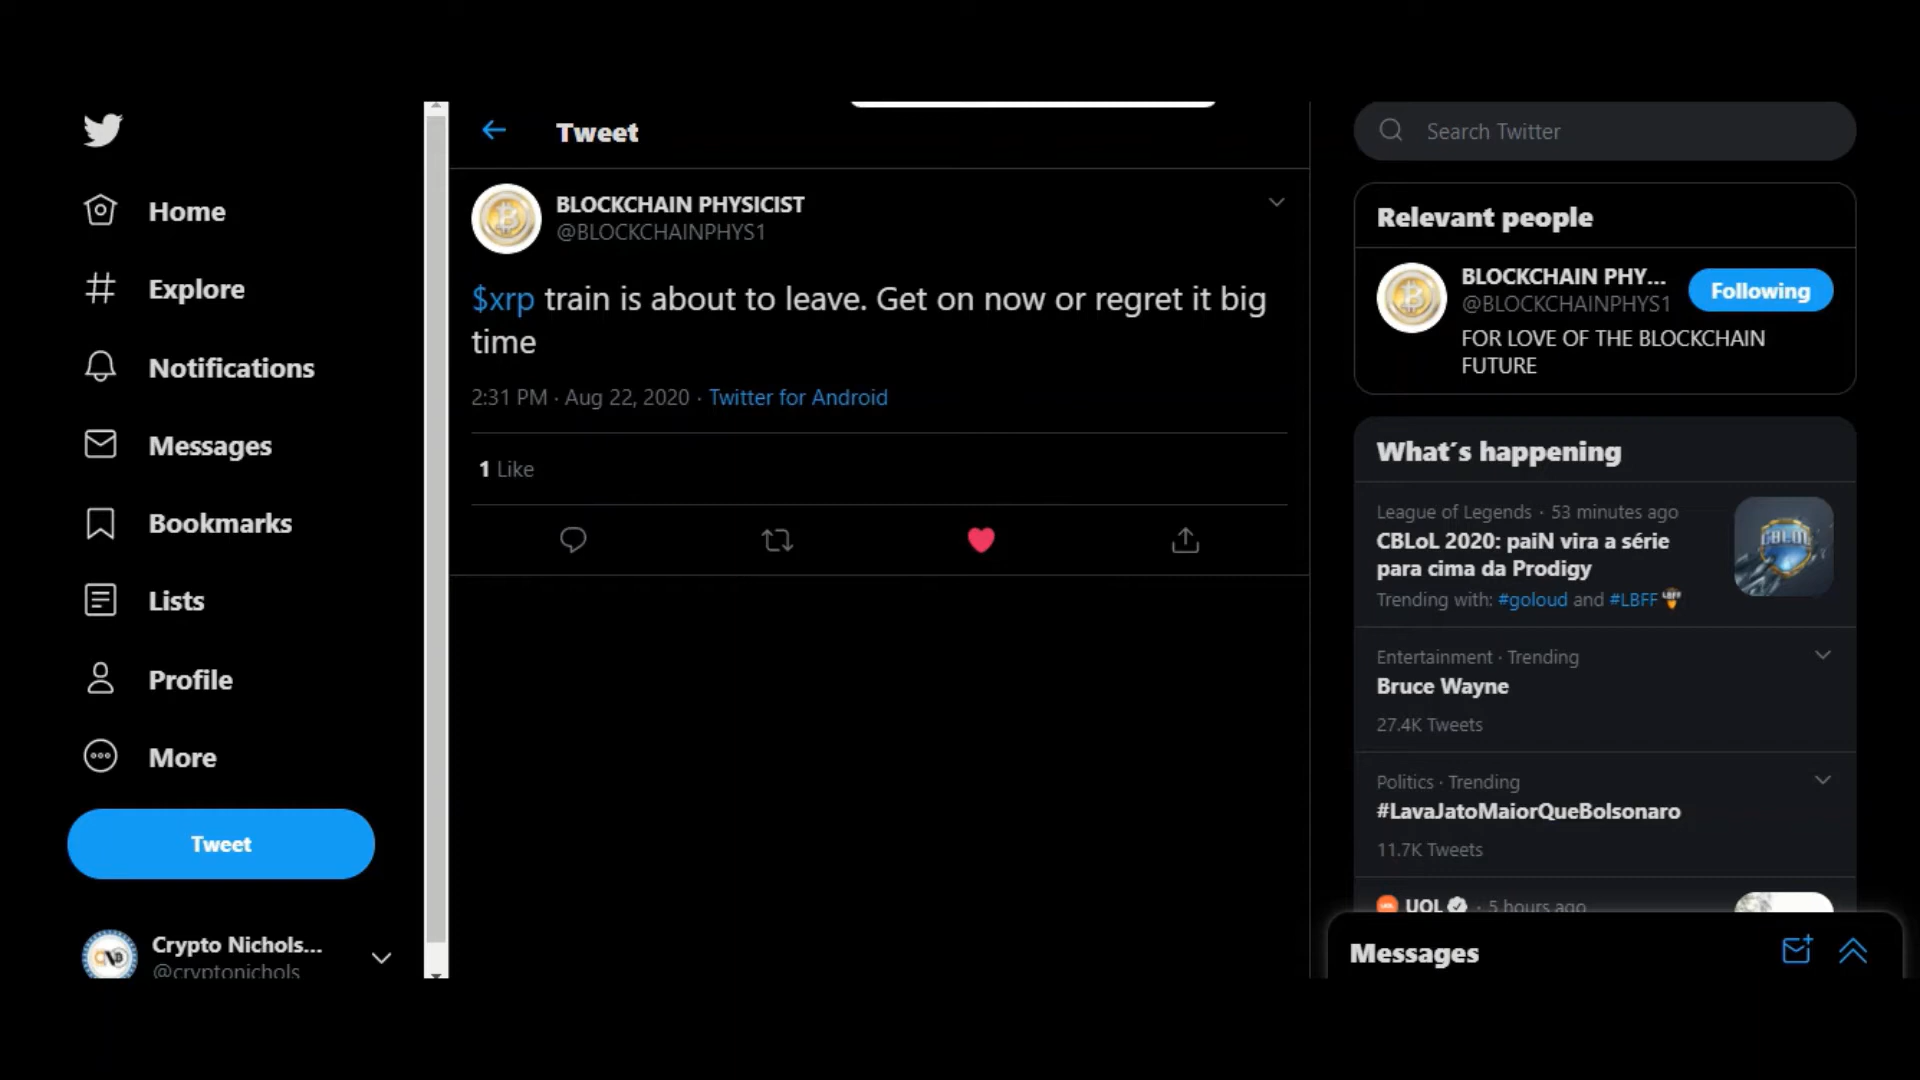 Home
Explore
Notifications
Messages
Bookmarks
Lists
Profile
More
Tweet
Crypto Nichols...
@cryptonichols
Tweet
BLOCKCHAIN PHYSICIST
@BLOCKCHAINPHYS1
$xrp train is about to leave. Get on now or regret it big
time
2:31 PM · Aug 22, 2020 · Twitter for Android
1 Like
Search Twitter
Relevant people
BLOCKCHAIN PHY...
@BLOCKCHAINPHYS1
Following
FOR LOVE OF THE BLOCKCHAIN
FUTURE
What´s happening
League of Legends · 53 minutes ago
CBLoL 2020: paiN vira a série
para cima da Prodigy
Trending with: #goloud and #LBFF
CBLOL
Entertainment · Trending
Bruce Wayne
27.4K Tweets
Politics · Trending
#LavaJatoMaiorQueBolsonaro
11.7K Tweets
UOL · 5 hours ago
Messages